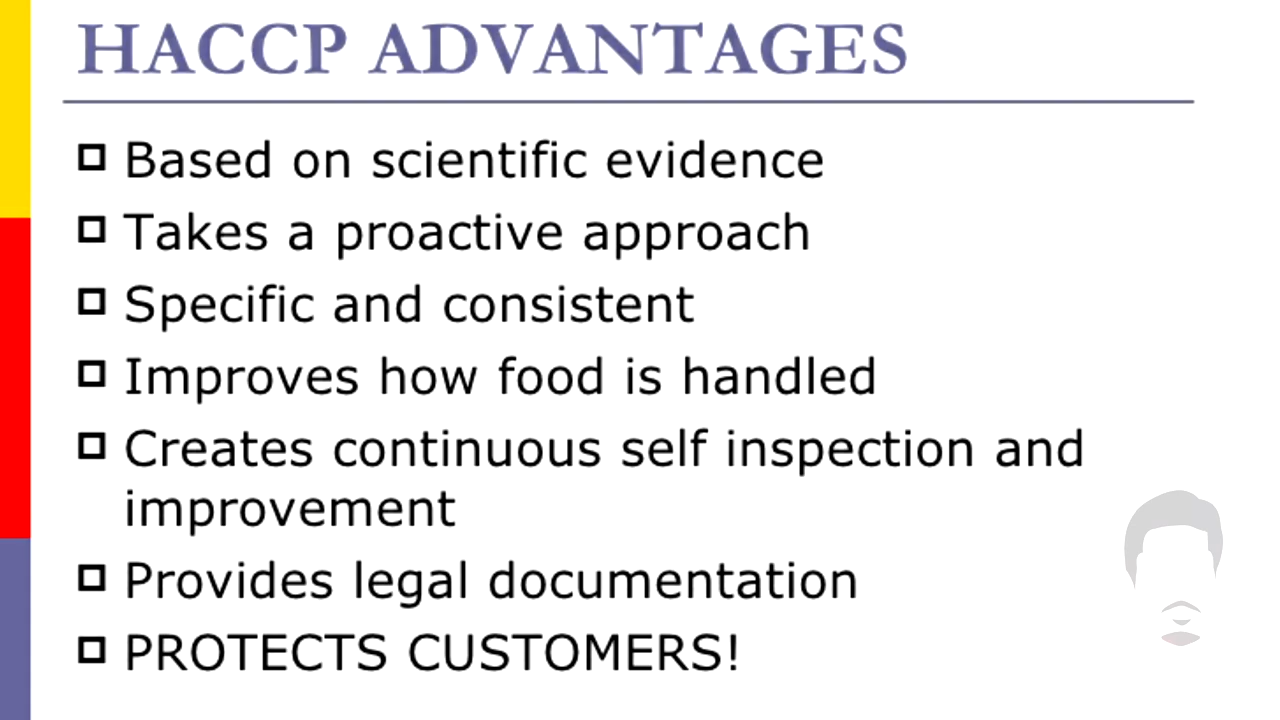 HACCP ADVANTAGES
Based on scientific evidence
Takes a proactive approach
Specific and consistent
Improves how food is handled
Creates continuous self inspection and
improvement
Provides legal documentation
PROTECTS CUSTOMERS!